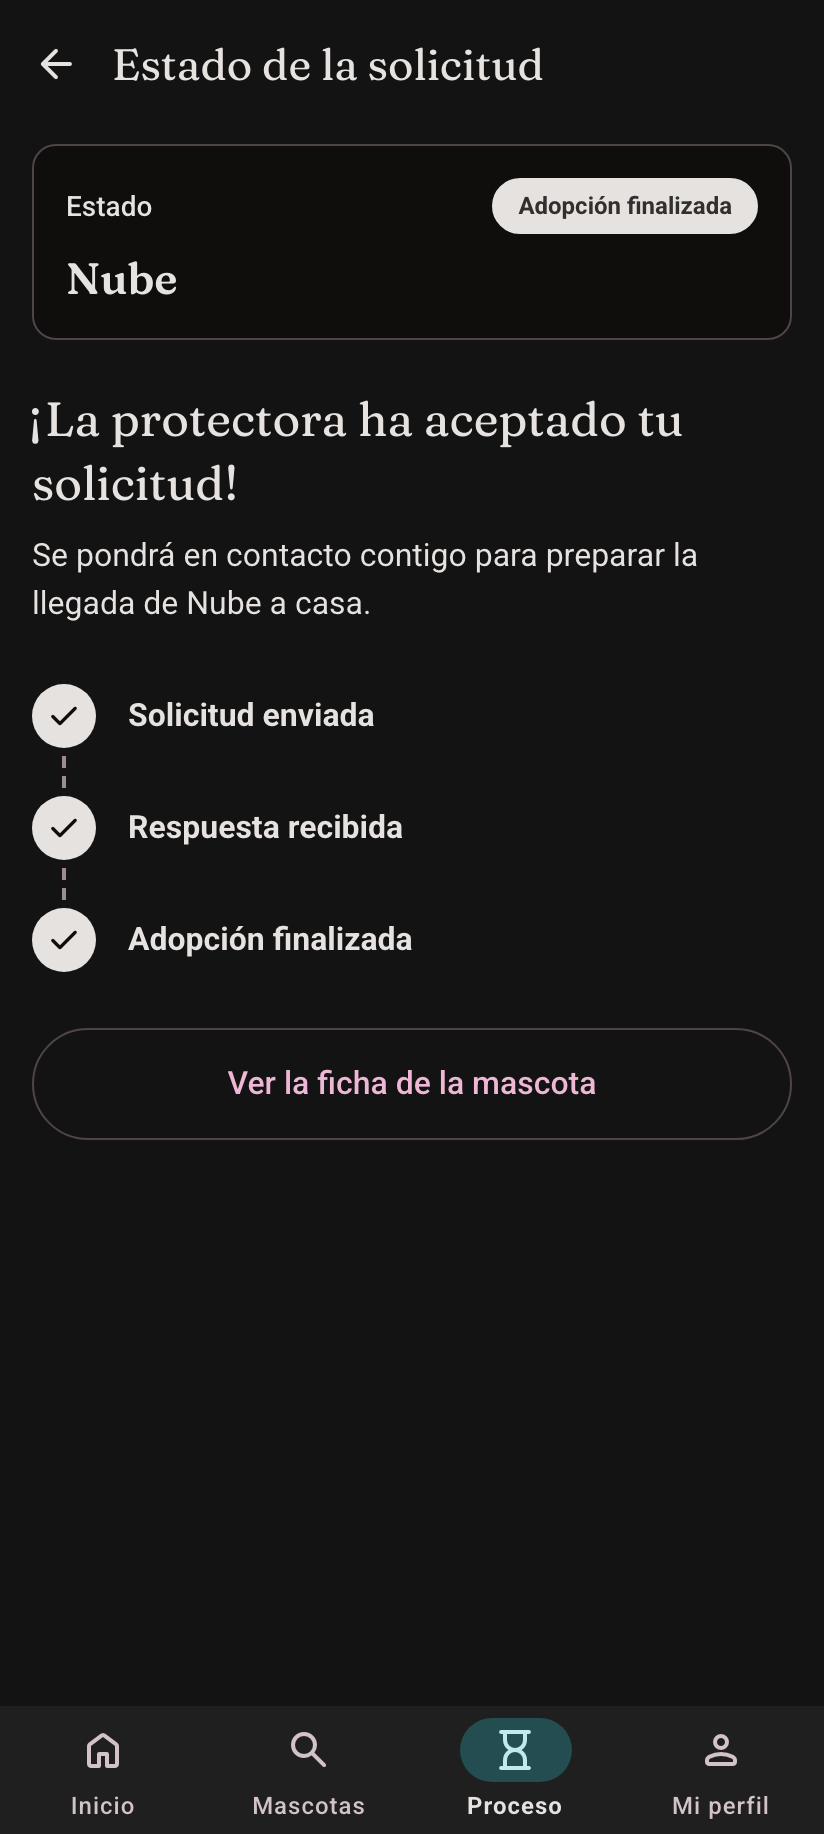 Estado de la solicitud
Estado
Adopción finalizada
Nube
¡La protectora ha aceptado tu
solicitud!
Se pondrá en contacto contigo para preparar la
llegada de Nube a casa.
Solicitud enviada
Respuesta recibida
Adopción finalizada
Ver la ficha de la mascota
Inicio
Mascotas
Proceso
Mi perfil